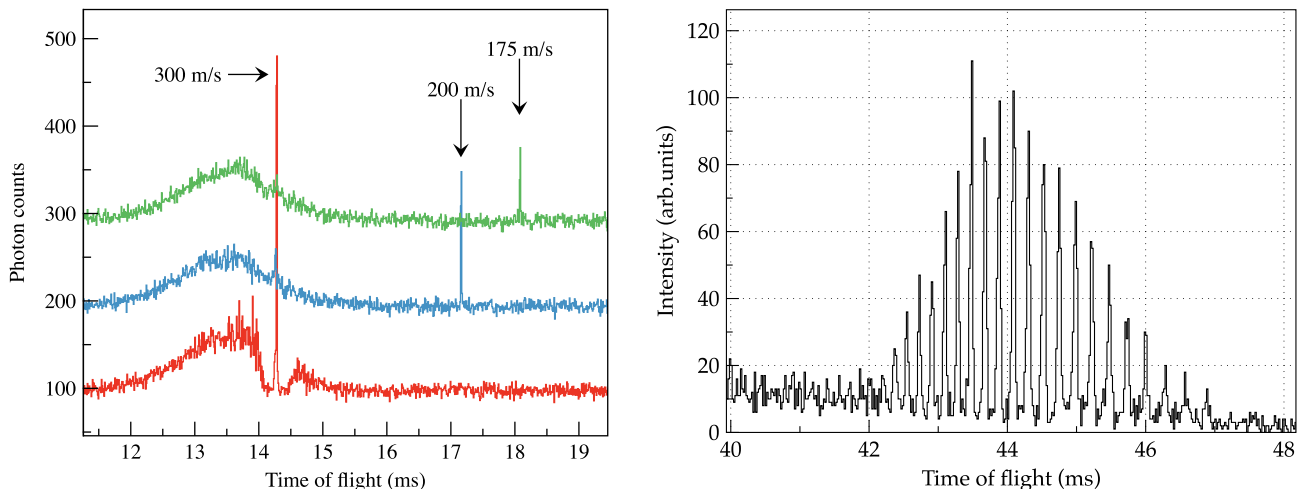 500
400
300
200
100
Photon counts
300 m/s
200 m/s
175 m/s
12 13 14 15 16 17 18 19
Time of flight (ms)
120
100
80
60
40
20
0
Intensity (arb.units)
40 42 44 46 48
Time of flight (ms)